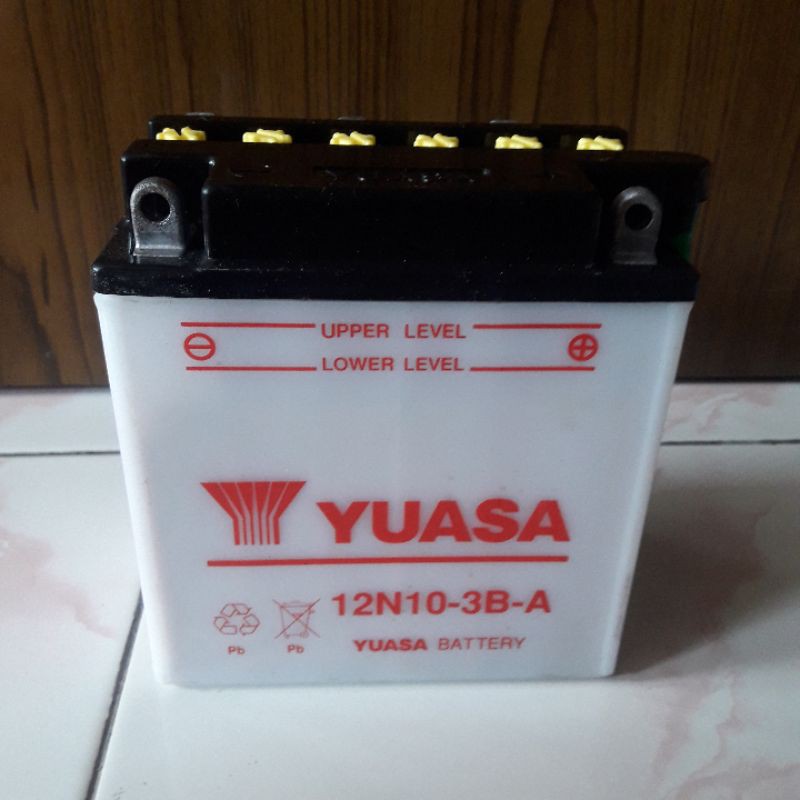 UPPER LEVEL
LOWER LEVEL
YUASA
12N10-3B-A
Pb Pb
YUASA BATTERY